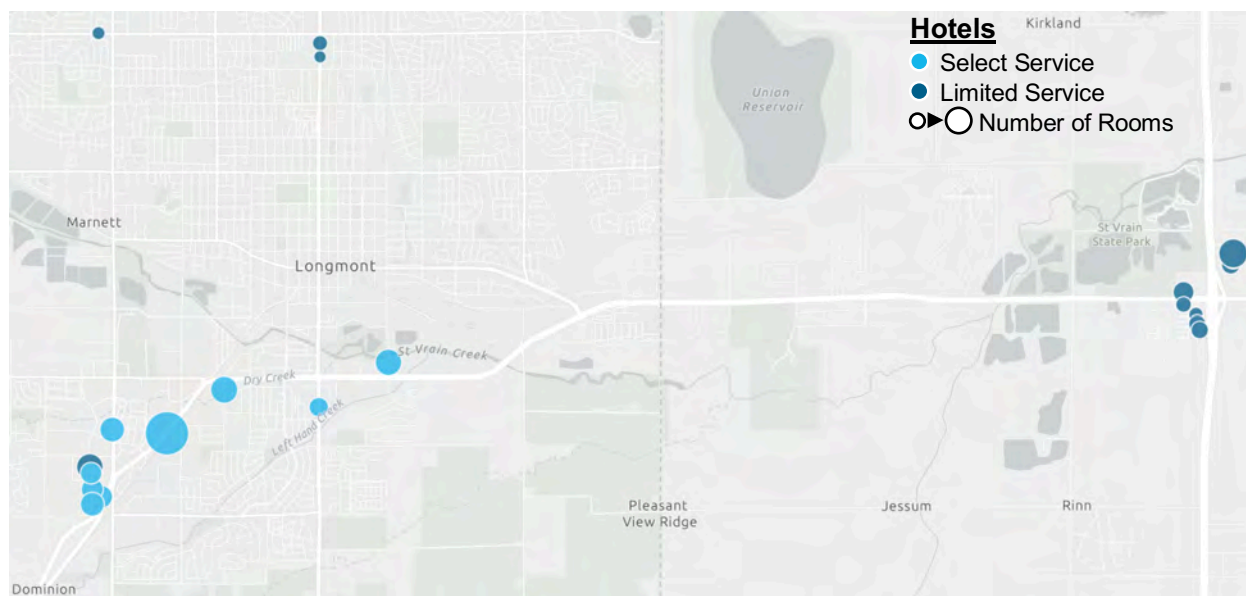 Hotels
Select Service
Limited Service
Number of Rooms
Kirkland
Union
Reservoir
Marnett
St Vrain
State Park
Longmont
St Vrain Creek
Dry Creek
Left Hand Creek
Pleasant
View Ridge
Jessum
Rinn
Dominion